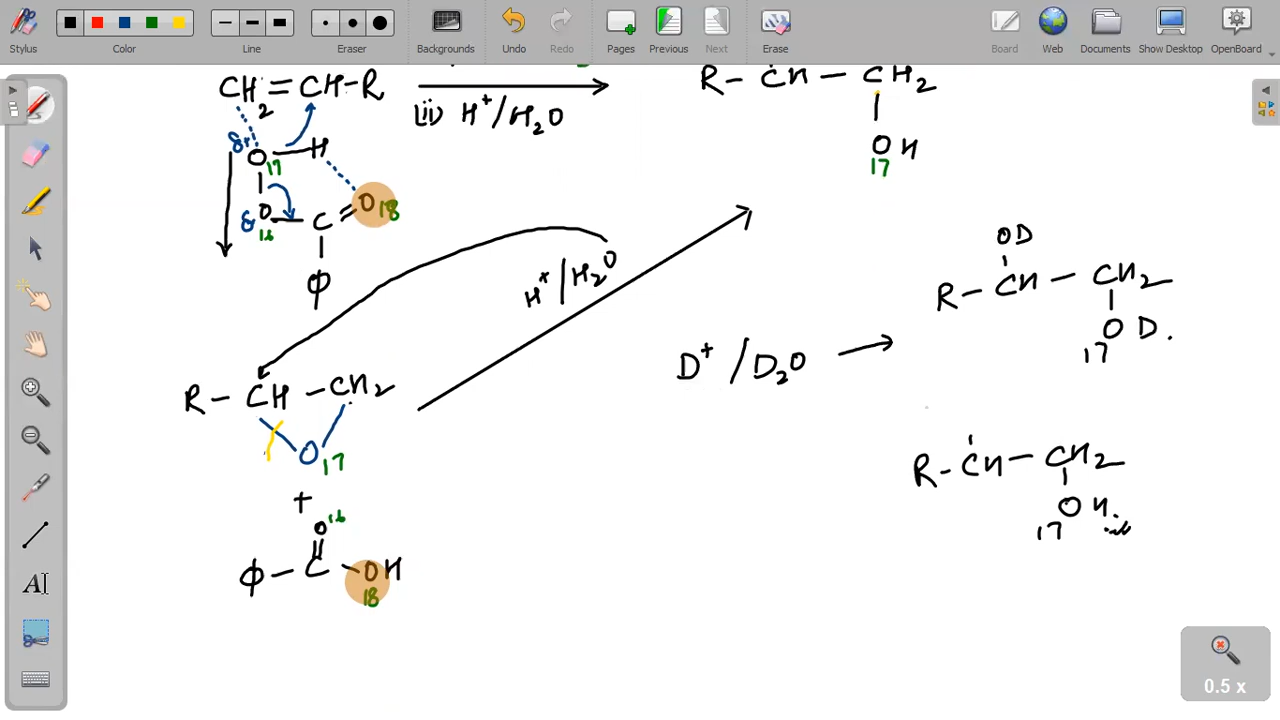 Stylus Color Line Eraser Backgrounds Undo Redo Pages Previous Next Erase Board Web Documents Show Desktop OpenBoard
CH2=CH-R
(ii) H+/H2O
R-CH-CH2
OH
17
δ+ O-H
17
δ O-C=O 18
16
Φ
H+/H2O
OD
R-CH-CH2
OD.
17
D+/D2O →
R-CH-CH2
O 17
+
O16
Φ-C-OH
18
R-CH-CH2
OH
17
0.5 x